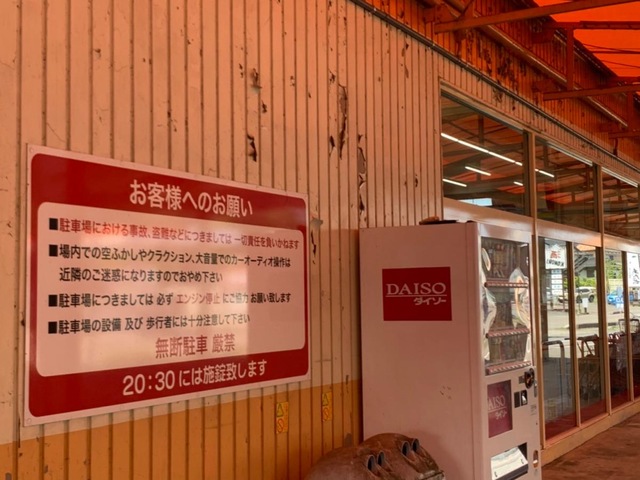 お客様へのお願い
■駐車場における事故、盗難などにつきましては 一切責任を負いかねます
■場内での空ふかしやクラクション、大音量でのカーオーディオ操作は
近隣のご迷惑になりますのでおやめ下さい
■駐車場につきましては 必ず エンジン停止 にご協力お願い致します
■駐車場の設備 及び 歩行者には十分注意して下さい
無断駐車 厳禁
20:30には施錠致します
DAISO
ダイソー
DAISO